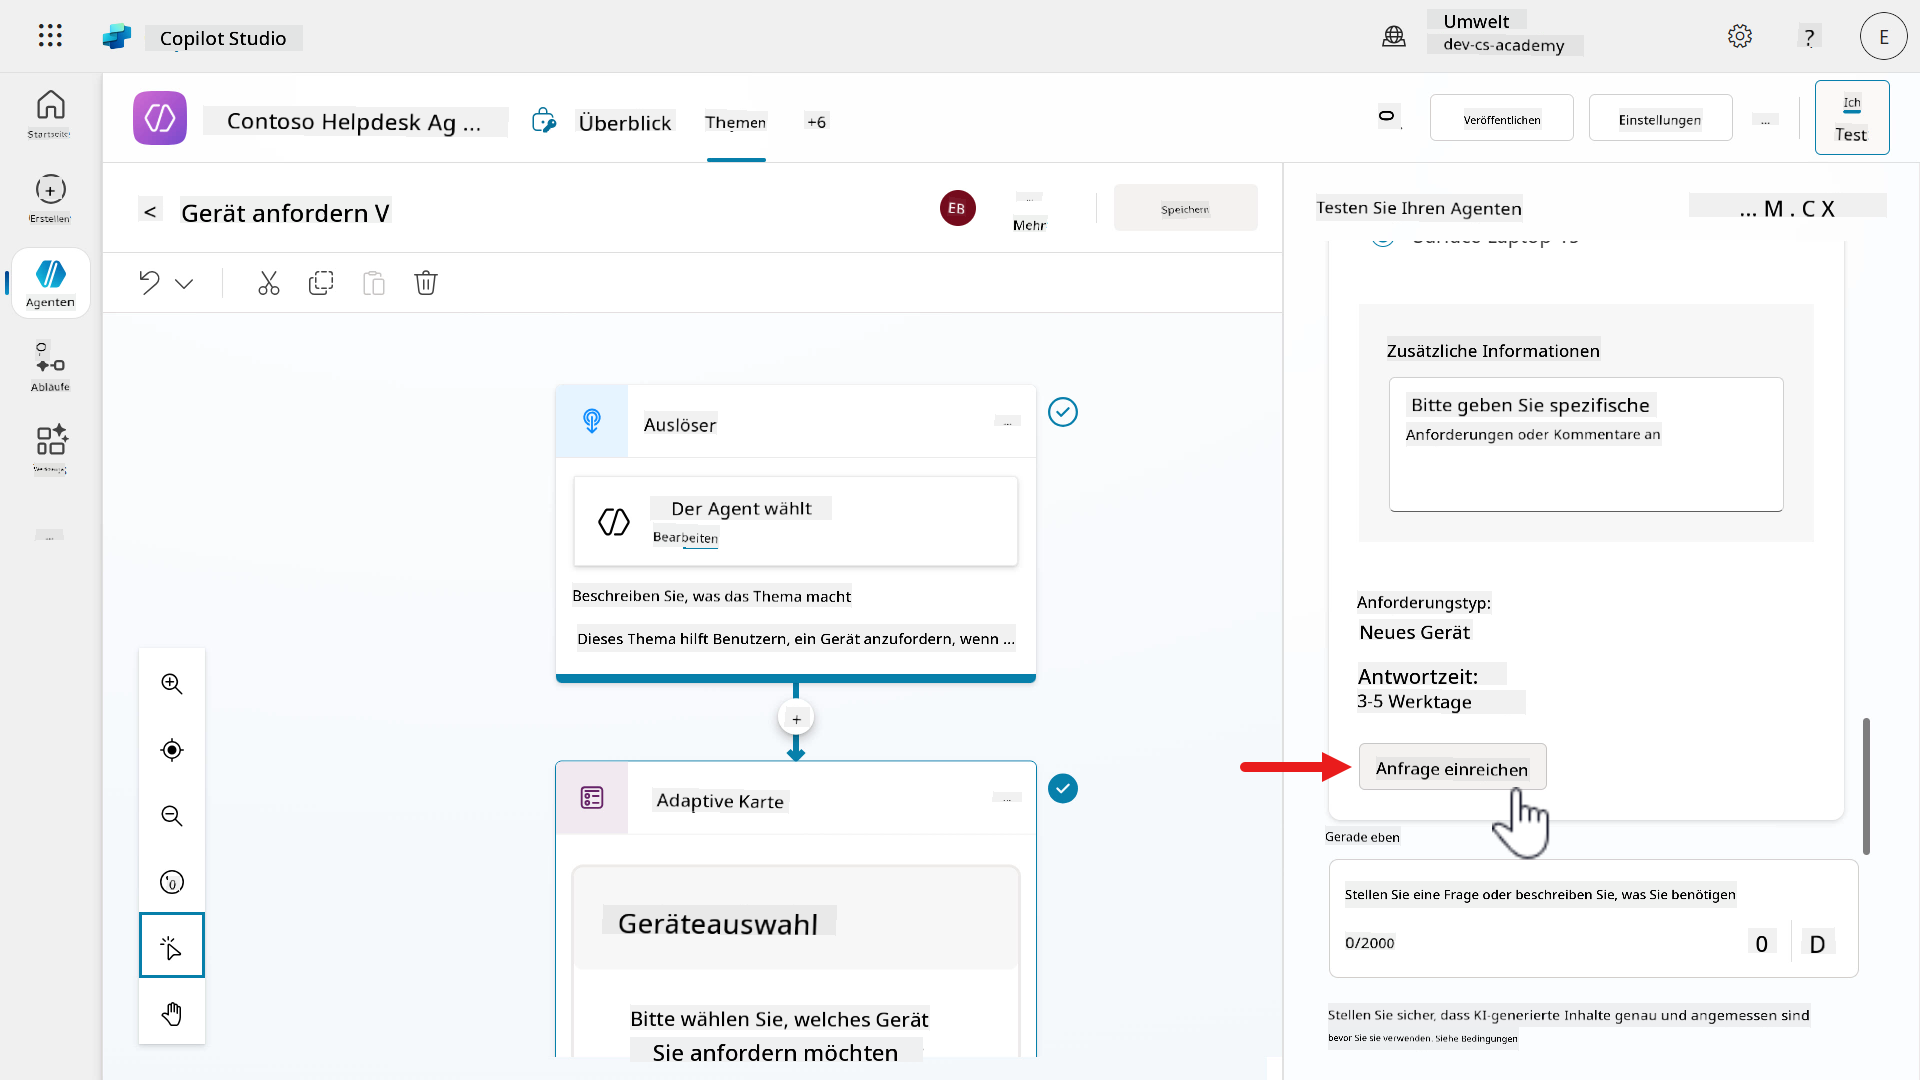 Copilot Studio
Umwelt
dev-cs-academy
?
E
Startseite
Erstellen
Agenten
Abläufe
...
Contoso Helpdesk Ag ...
Überblick
Themen
+6
Veröffentlichen
Einstellungen
...
Ich
Test
<
Gerät anfordern V
EB
...
Mehr
Speichern
Auslöser
...
Der Agent wählt
Bearbeiten
Beschreiben Sie, was das Thema macht
Dieses Thema hilft Benutzern, ein Gerät anzufordern, wenn ...
+
Adaptive Karte
...
Geräteauswahl
Bitte wählen Sie, welches Gerät
Sie anfordern möchten
Testen Sie Ihren Agenten
... M . C X
Zusätzliche Informationen
Bitte geben Sie spezifische
Anforderungen oder Kommentare an
Anforderungstyp:
Neues Gerät
Antwortzeit:
3-5 Werktage
Anfrage einreichen
Gerade eben
Stellen Sie eine Frage oder beschreiben Sie, was Sie benötigen
0/2000
0
D
Stellen Sie sicher, dass KI-generierte Inhalte genau und angemessen sind
bevor Sie sie verwenden. Siehe Bedingungen